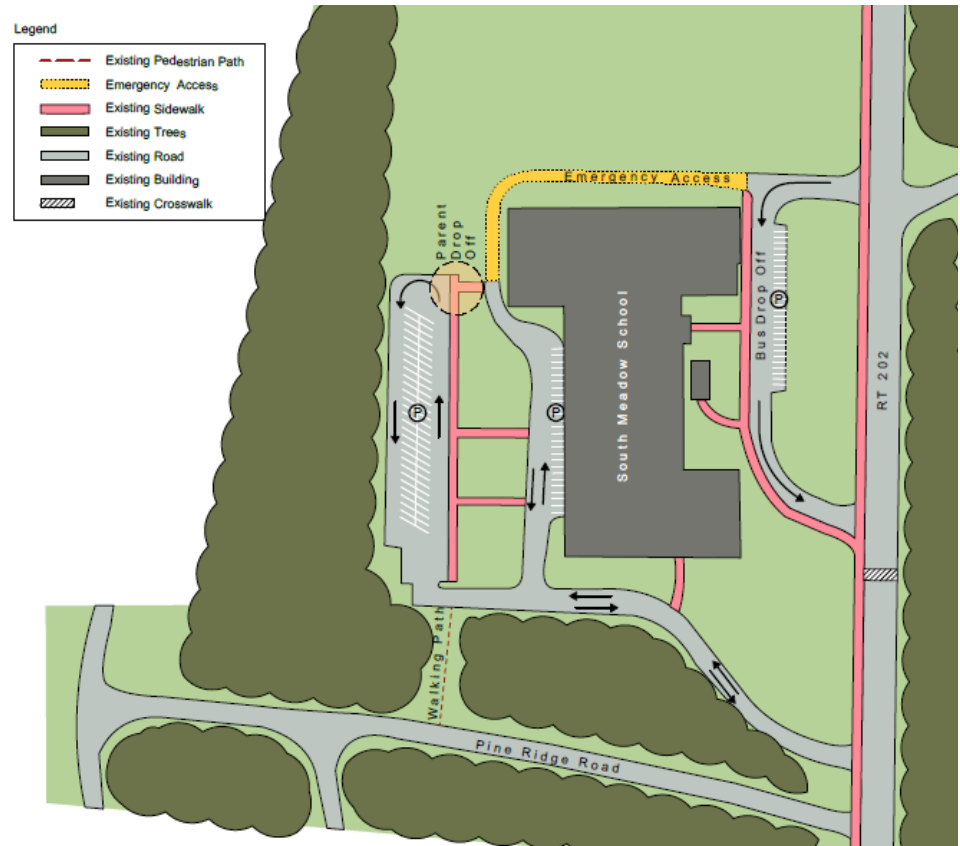 Legend
Existing Pedestrian Path
Emergency Access
Existing Sidewalk
Existing Trees
Existing Road
Existing Building
Existing Crosswalk
Emergency Access
Parent
Drop
Off
P
P
P
South Meadow School
Bus Drop Off
RT 202
Walking Path
Pine Ridge Road